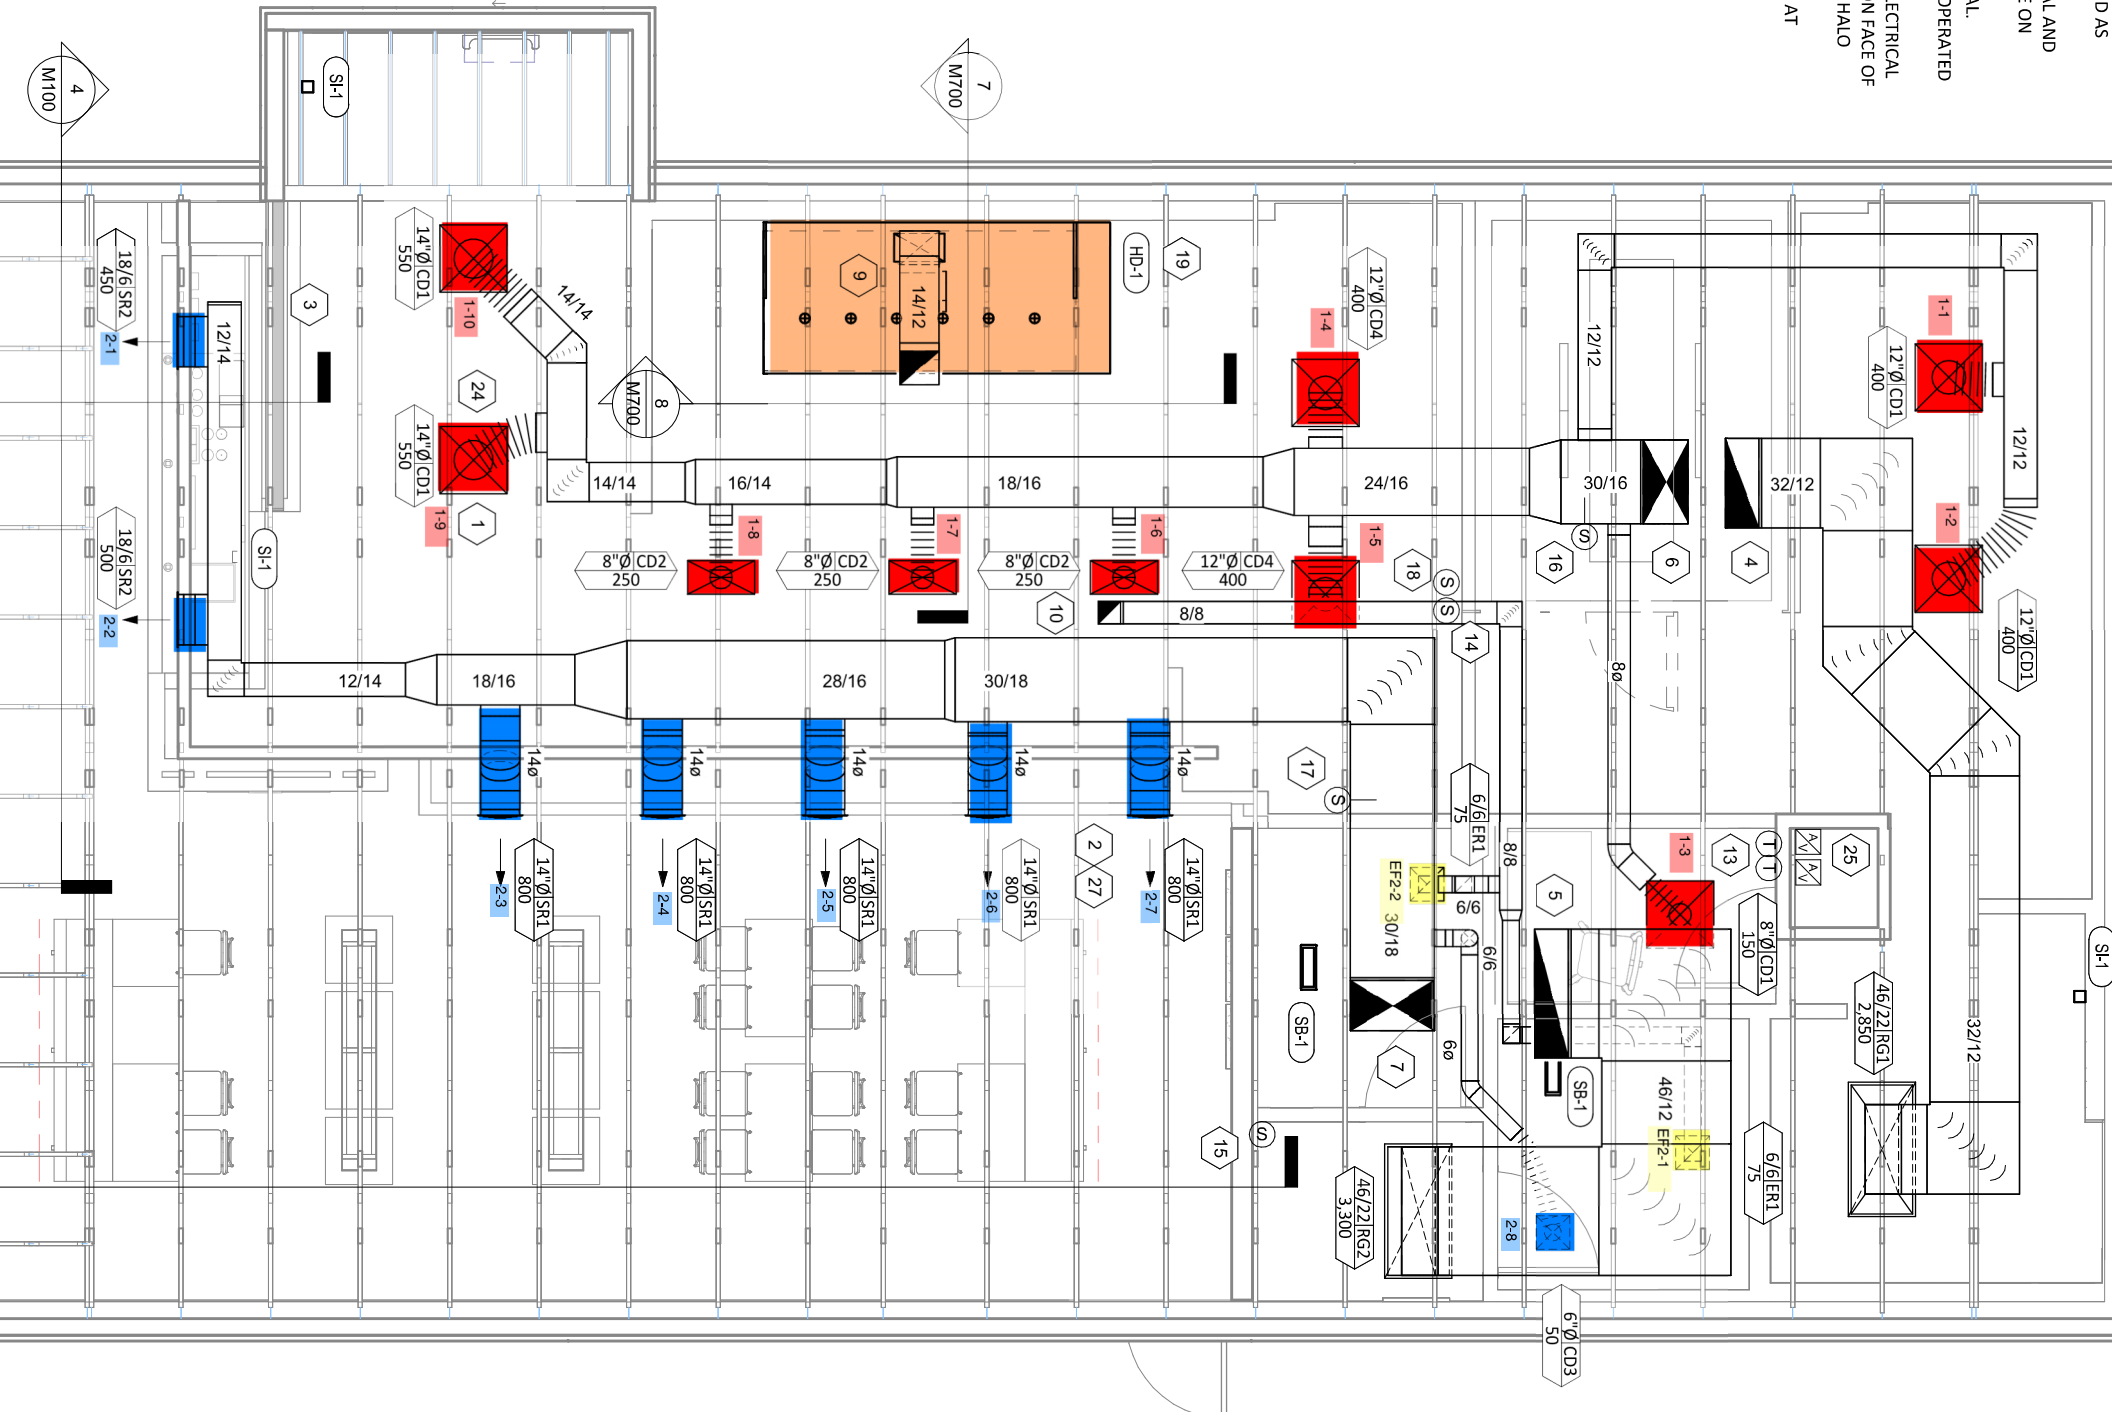 D AS
AL AND
E ON
AL.
OPERATED
LECTRICAL
ON FACE OF
HALO
AT
4
M100
SI-1
7
M700
18/6 SR2
450
2-1
12/14
3
14"Ø CD1
550
1-10
14/14
24
14"Ø CD1
550
1-9
1
8
M700
9
14/12
HD-1
19
12"Ø CD4
400
1-4
12/12
1-1
12"Ø CD1
400
12/12
14/14
16/14
18/16
24/16
30/16
32/12
1-8
1-7
1-6
1-5
1-2
18/6 SR2
500
2-2
SI-1
8"Ø CD2
250
8"Ø CD2
250
8"Ø CD2
250
12"Ø CD4
400
18
S
S
S
16
6
4
10
8/8
14
12"Ø CD1
400
12/14
18/16
28/16
30/18
8ø
14ø
14ø
14ø
14ø
14ø
17
S
6/6 ER1
75
8/8
1-3
13
T
T
A/V
A/V
25
14"Ø SR1
800
2-3
14"Ø SR1
800
2-4
14"Ø SR1
800
2-5
14"Ø SR1
800
2-6
2
27
14"Ø SR1
800
2-7
EF2-2
30/18
6/6
6/6
5
8"Ø CD1
150
SI-1
46/22 RG1
2,850
32/12
SB-1
6ø
7
SB-1
46/12
EF2-1
6/6 ER1
75
15
S
46/22 RG2
3,300
2-8
6"Ø CD3
50